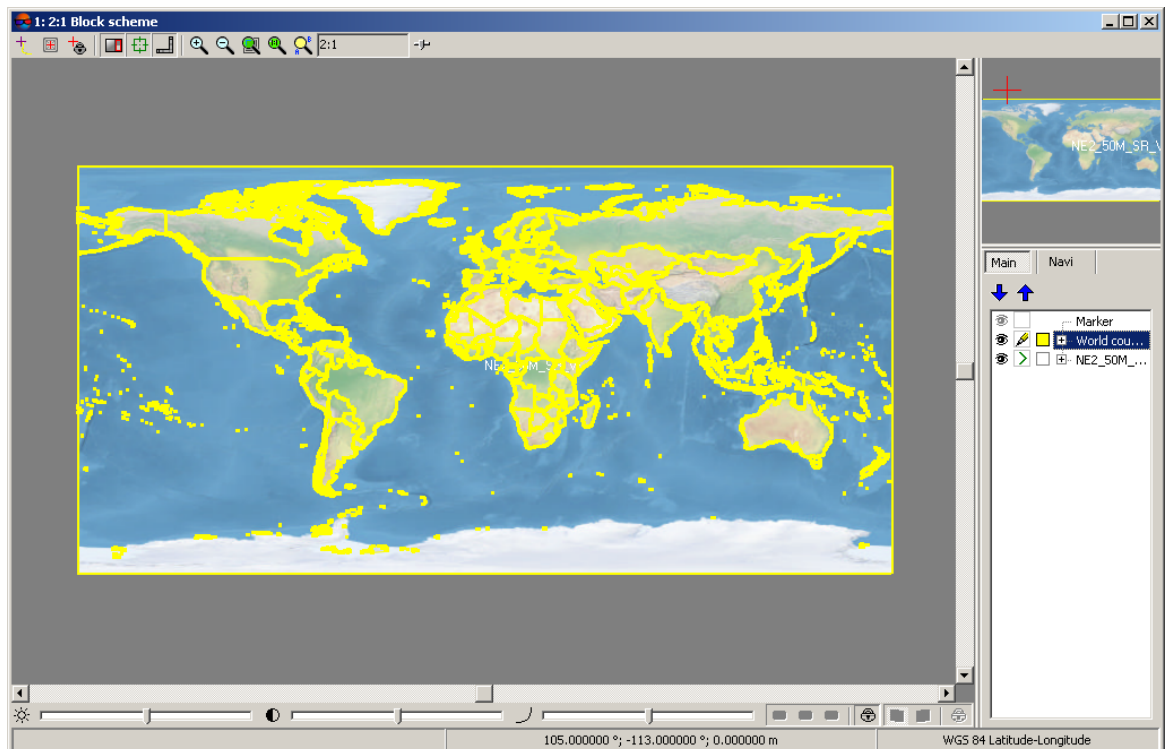 1: 2:1 Block scheme
2:1
NE2_50M_SR_W
Main Navi
Marker
World cou...
NE2_50M_...
105.000000 °; -113.000000 °; 0.000000 m
WGS 84 Latitude-Longitude